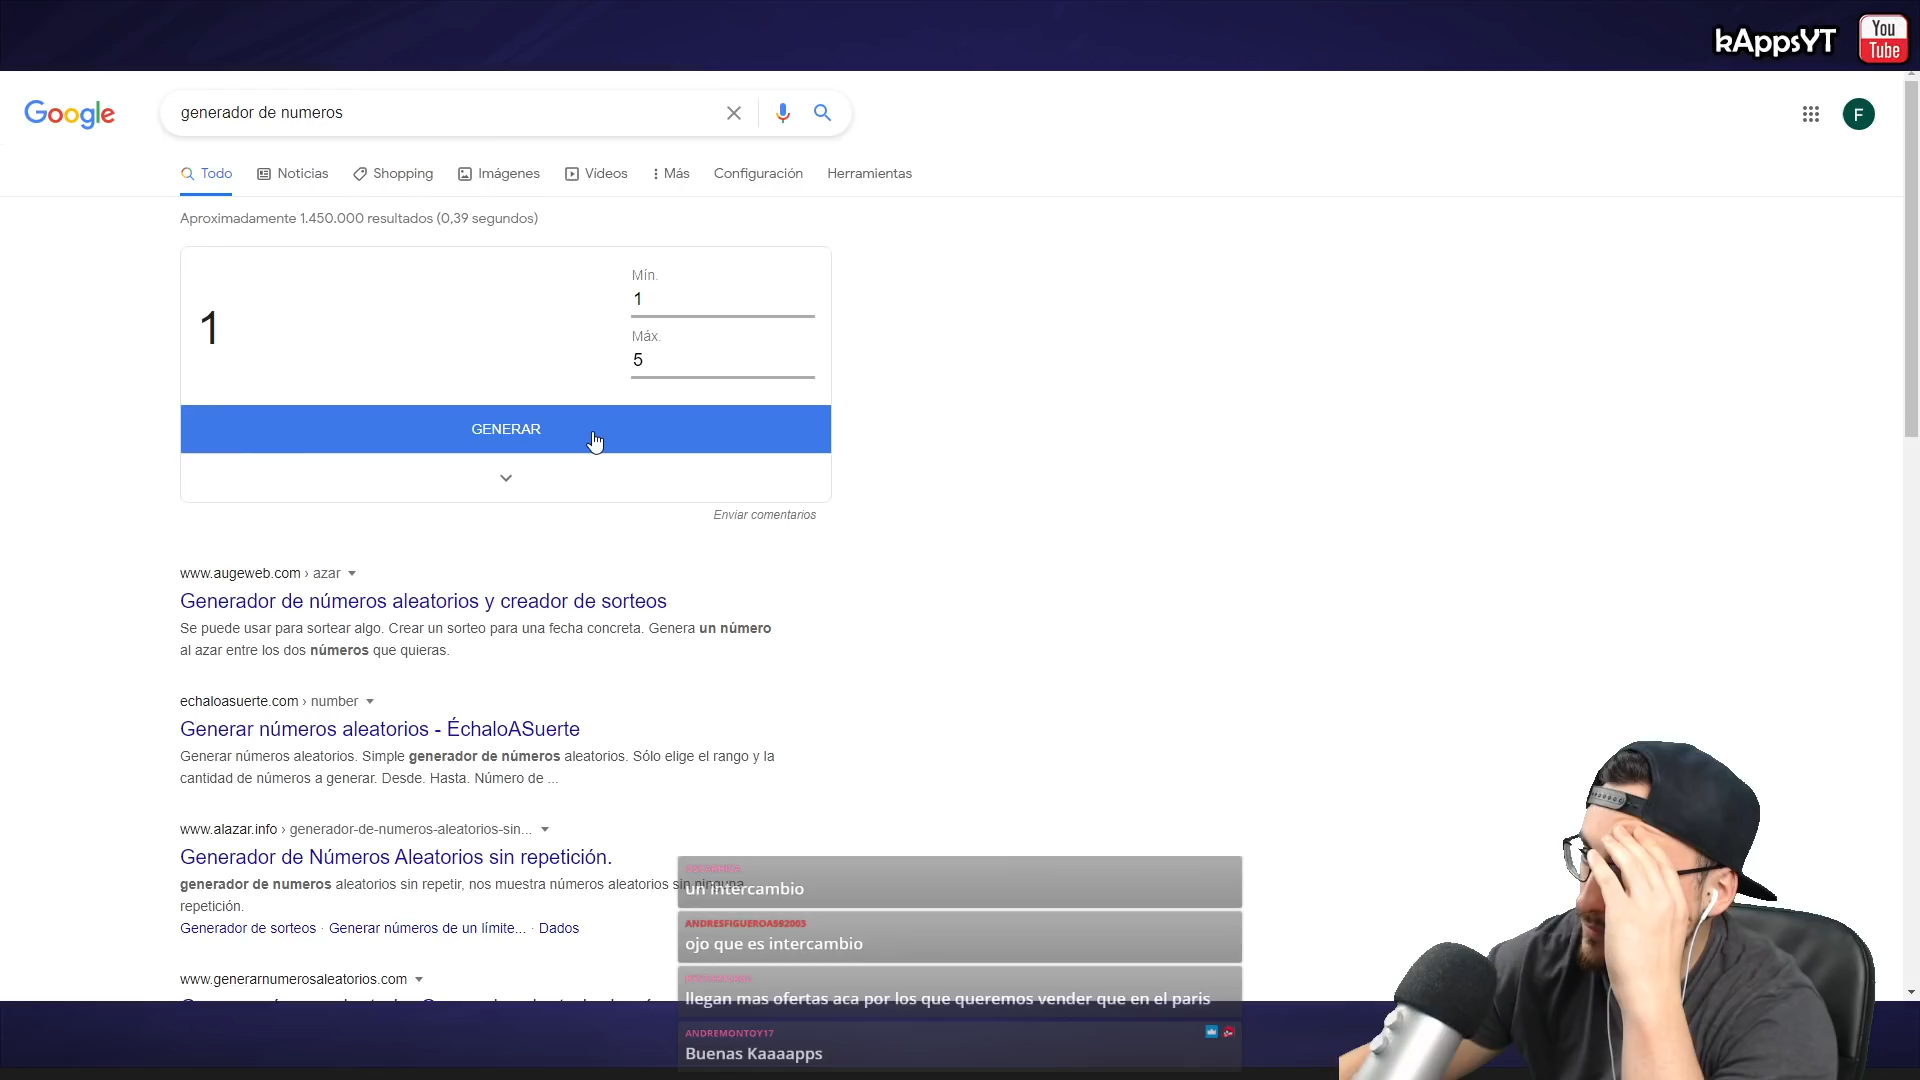 kAppsYT
You
Tube
Google
generador de numeros
F
Todo
Noticias
Shopping
Imágenes
Vídeos
Más
Configuración
Herramientas
Aproximadamente 1.450.000 resultados (0,39 segundos)
Mín.
1
1
Máx.
5
GENERAR
Enviar comentarios
www.augeweb.com › azar
Generador de números aleatorios y creador de sorteos
Se puede usar para sortear algo. Crear un sorteo para una fecha concreta. Genera un número
al azar entre los dos números que quieras.
echaloasuerte.com › number
Generar números aleatorios - ÉchaloASuerte
Generar números aleatorios. Simple generador de números aleatorios. Sólo elige el rango y la
cantidad de números a generar. Desde. Hasta. Número de ...
www.alazar.info › generador-de-numeros-aleatorios-sin...
Generador de Números Aleatorios sin repetición.
generador de numeros aleatorios sin repetir, nos muestra números aleatorios sin ninguna
repetición.
Generador de sorteos · Generar números de un límite... · Dados
www.generarnumerosaleatorios.com
un intercambio
ANDRESFIGUEROA592003
ojo que es intercambio
llegan mas ofertas aca por los que queremos vender que en el paris
ANDREMONTOY17
Buenas Kaaaapps